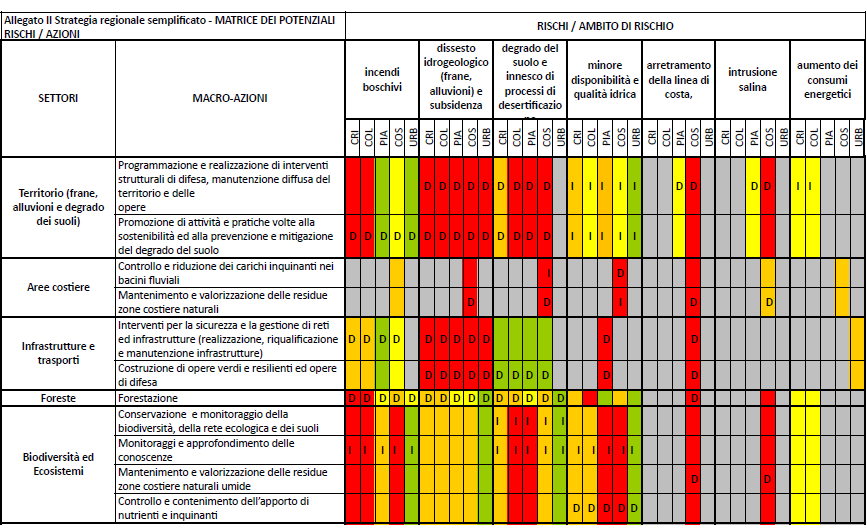 Allegato II Strategia regionale semplificato - MATRICE DEI POTENZIALI
RISCHI / AZIONI
RISCHI / AMBITO DI RISCHIO
SETTORI
MACRO-AZIONI
incendi
boschivi
dissesto
idrogeologico
(frane,
alluvioni) e
subsidenza
degrado del
suolo e
innesco di
processi di
desertificazio
minore
disponibilità e
qualità idrica
arretramento
della linea di
costa,
intrusione
salina
aumento dei
consumi
energetici
CRI COL PIA COS URB CRI COL PIA COS URB CRI COL PIA COS URB CRI COL PIA COS URB CRI COL PIA COS URB CRI COL PIA COS URB CRI COL PIA COS URB
Territorio (frane,
alluvioni e degrado
dei suoli)
Programmazione e realizzazione di interventi
strutturali di difesa, manutenzione diffusa del
territorio e delle
opere
D D D D D D D D D I I I I I D D D D I I
Promozione di attività e pratiche volte alla
sostenibilità ed alla prevenzione e mitigazione
del degrado del suolo
D D D D D D D D D D D D D D I I I I I
Aree costiere
Controllo e riduzione dei carichi inquinanti nei
bacini fluviali
I D
Mantenimento e valorizzazione delle residue
zone costiere naturali
D D I D D
Infrastrutture e
trasporti
Interventi per la sicurezza e la gestione di reti
ed infrastrutture (realizzazione, riqualificazione
e manutenzione infrastrutture)
D D D D D D D D D D D
Costruzione di opere verdi e resilienti ed opere
di difesa
D D D D D D D D D D D
Foreste
Forestazione
D D D D D D D D D D D D D D D D
Biodiversità ed
Ecosistemi
Conservazione e monitoraggio della
biodiversità, della rete ecologica e dei suoli
I I I I I
Monitoraggi e approfondimento delle
conoscenze
I I I I I I I I I I I I I I I
Mantenimento e valorizzazione delle residue
zone costiere naturali umide
D D
Controllo e contenimento dell'apporto di
nutrienti e inquinanti
D D D D D